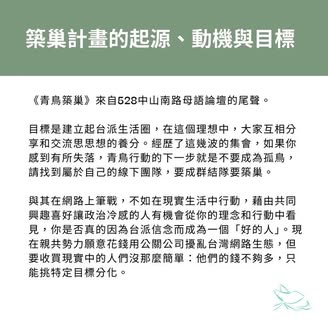 築巢計畫的起源、動機與目標
《青鳥築巢》來自528中山南路母語論壇的尾聲。
目標是建立起台派生活圈，在這個理想中，大家互相分
享和交流思思想的養分。經歷了這幾波的集會，如果你
感到有所失落，青鳥行動的下一步就是不要成為孤鳥，
請找到屬於自己的線下團隊，要成群結隊要築巢。
與其在網路上筆戰，不如在現實生活中行動，藉由共同
興趣喜好讓政治冷感的人有機會從你的理念和行動中看
見，你是否真的因為台派信念而成為一個「好的人」。現
在親共勢力願意花錢用公關公司擾亂台灣網路生態，但
要收買現實中的人們沒那麼簡單：他們的錢不夠多，只
能挑特定目標分化。